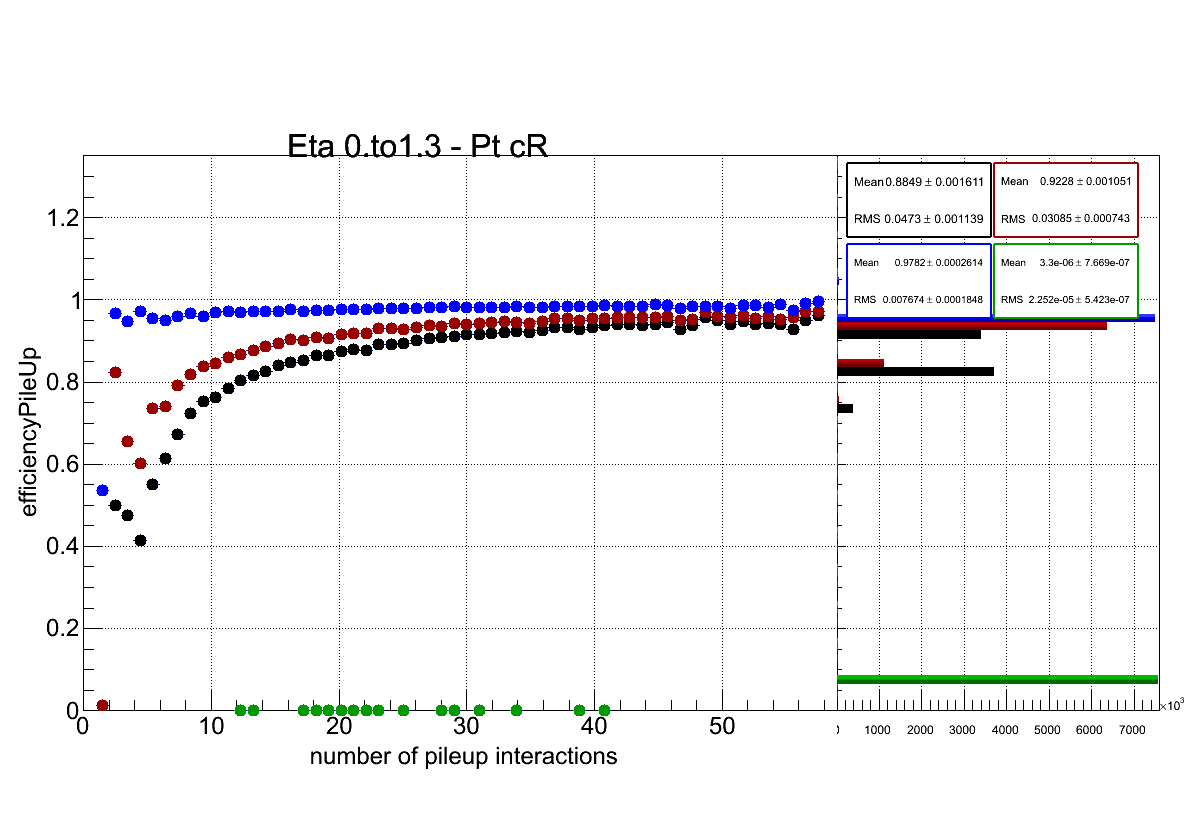 Eta 0.to1.3 - Pt cR
Mean 0.8849 ± 0.001611
RMS 0.0473 ± 0.001139
Mean 0.9228 ± 0.001051
RMS 0.03085 ± 0.000743
Mean 0.9782 ± 0.0002614
RMS 0.007674 ± 0.0001848
Mean 3.3e-06 ± 7.669e-07
RMS 2.252e-05 ± 5.423e-07
efficiencyPileUp
1.2
1
0.8
0.6
0.4
0.2
0
0 10 20 30 40 50
number of pileup interactions
1000 2000 3000 4000 5000 6000 7000
×10³